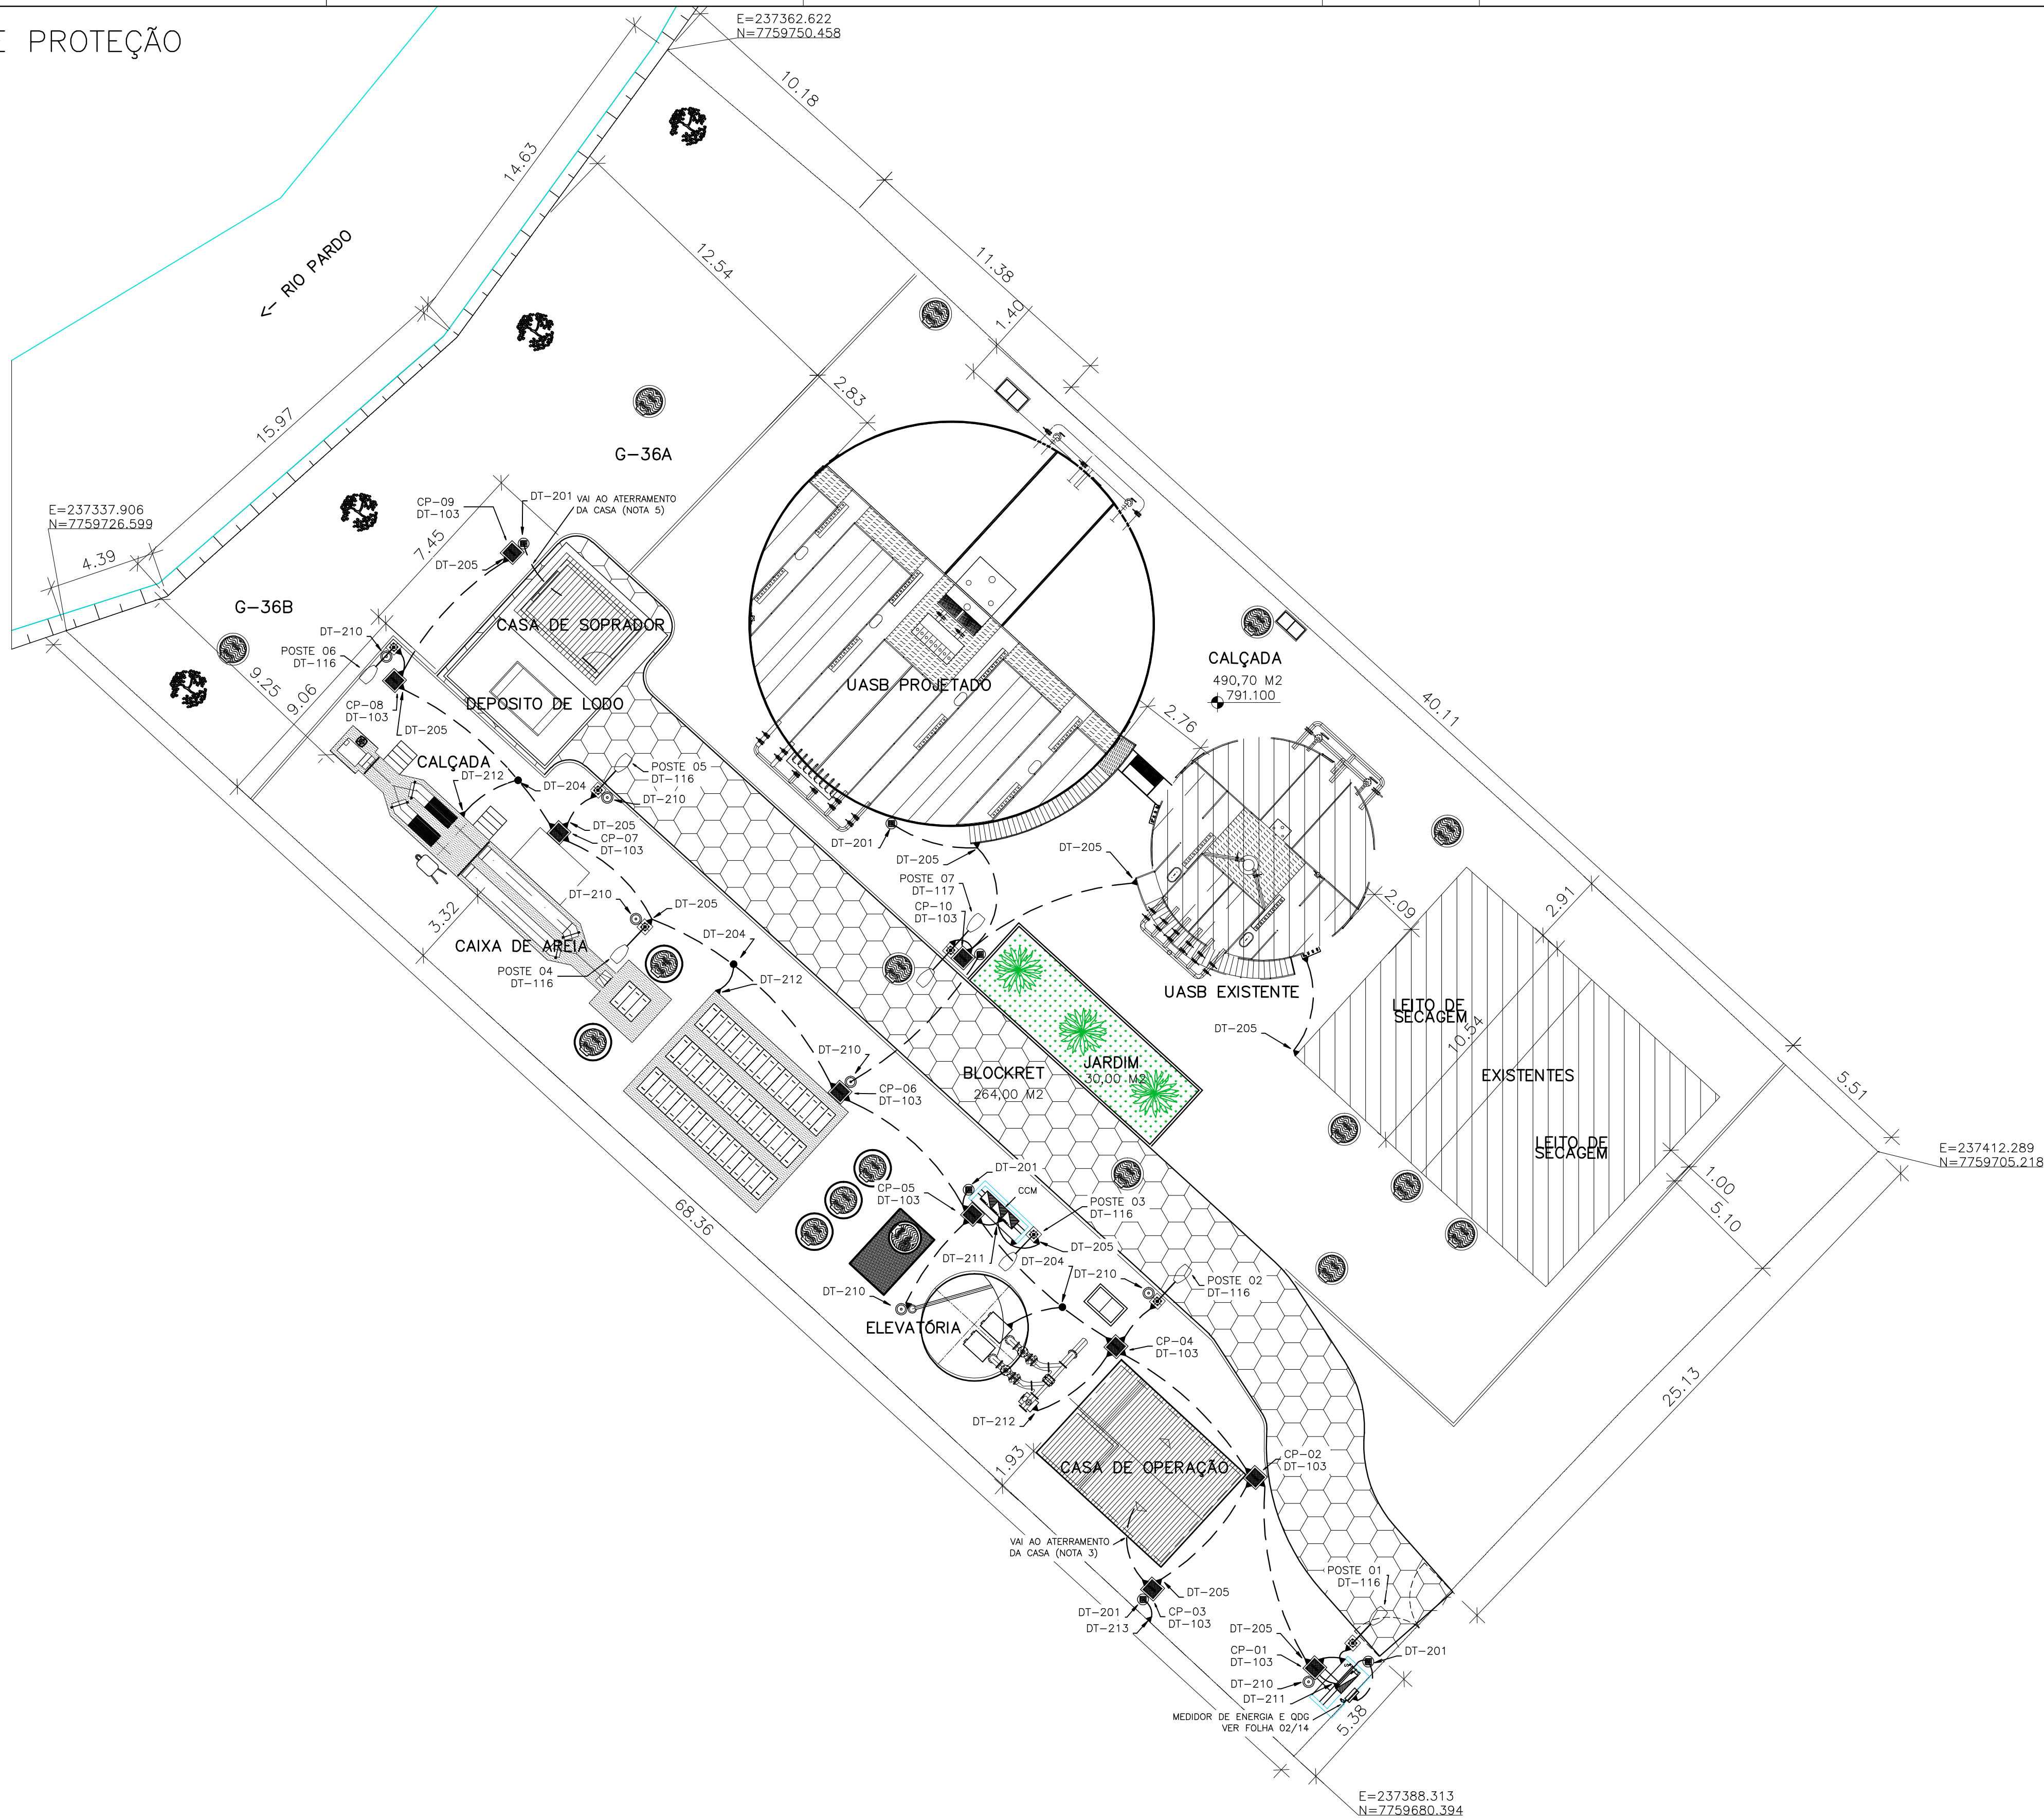 E PROTEÇÃO
E=237362.622
N=7759750.458
10.18
14.63
12.54
11.38
1.40
<- RIO PARDO
2.83
15.97
G-36A
E=237337.906
N=7759726.599
4.39
CP-09
DT-103
DT-201
VAI AO ATERRAMENTO
DA CASA (NOTA 5)
7.45
DT-205
G-36B
CASA DE SOPRADOR
DT-210
POSTE 06
DT-116
9.25
9.06
CP-08
DT-103
DT-205
DEPOSITO DE LODO
UASB PROJETADO
CALÇADA
490,70 M2
791.100
2.76
40.11
CALÇADA
DT-212
DT-204
POSTE 05
DT-116
DT-210
DT-205
CP-07
DT-103
DT-201
DT-205
DT-205
POSTE 07
DT-117
CP-10
DT-103
DT-210
DT-205
3.32
CAIXA DE AREIA
POSTE 04
DT-116
DT-204
DT-212
2.09
2.91
UASB EXISTENTE
LEITO DE
SECAGEM
10.54
DT-205
DT-210
CP-06
DT-103
BLOCKRET
264,00 M2
JARDIM
30,00 M2
EXISTENTES
5.51
LEITO DE
SECAGEM
E=237412.289
N=7759705.218
1.00
5.10
68.36
DT-201
CP-05
DT-103
CCM
POSTE 03
DT-116
DT-205
DT-211
DT-204
DT-210
POSTE 02
DT-116
DT-210
ELEVATÓRIA
CP-04
DT-103
25.13
DT-212
1.93
CASA DE OPERAÇÃO
CP-02
DT-103
VAI AO ATERRAMENTO
DA CASA (NOTA 3)
POSTE 01
DT-116
DT-205
DT-201
CP-03
DT-103
DT-213
DT-205
CP-01
DT-103
DT-201
DT-210
DT-211
MEDIDOR DE ENERGIA E QDG
VER FOLHA 02/14
5.38
E=237388.313
N=7759680.394